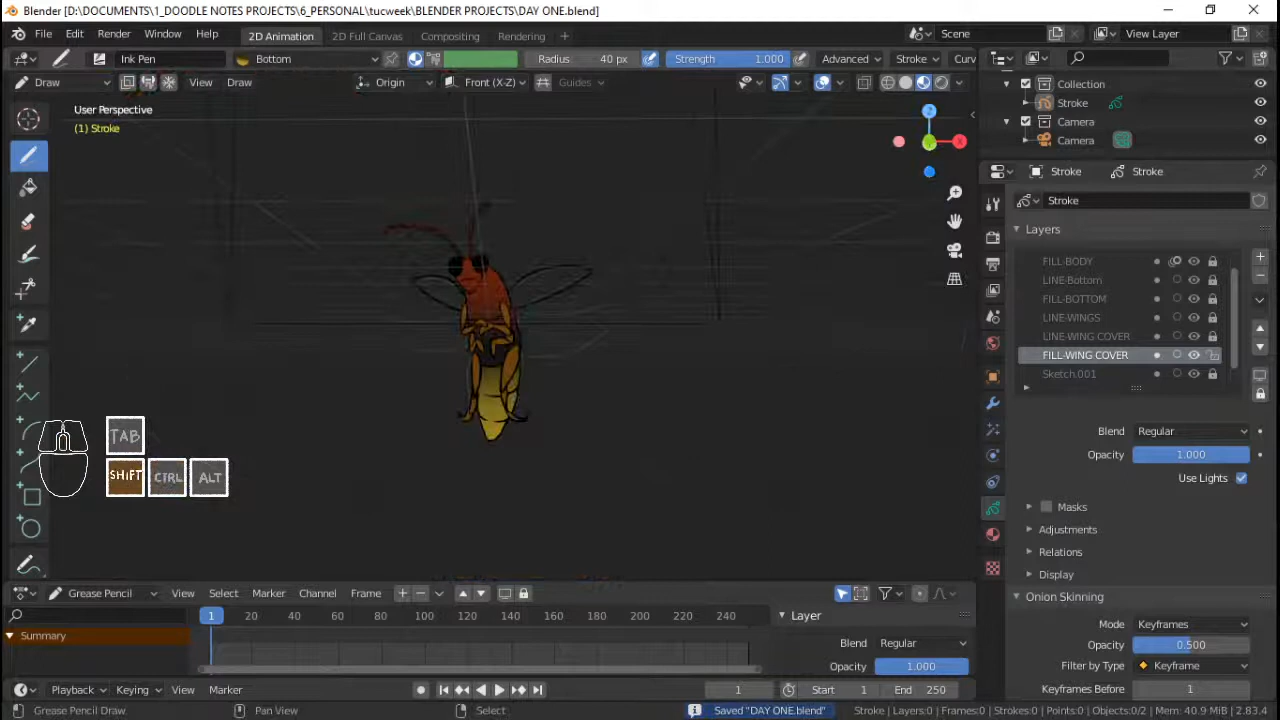 Blender [D:\DOCUMENTS\1_DOODLE NOTES PROJECTS\6_PERSONAL\tucweek\BLENDER PROJECTS\DAY ONE.blend]
File Edit Render Window Help 2D Animation 2D Full Canvas Compositing Rendering Scene View Layer
Ink Pen Bottom Radius 40 px Strength 1.000 Advanced Stroke Curv
Draw View Draw Origin Front (X-Z) Guides
User Perspective
(1) Stroke
Z
X
Collection
Stroke
Camera
Camera
Stroke Stroke
Stroke
Layers
FILL-BODY
LINE-Bottom
FILL-BOTTOM
LINE-WINGS
LINE-WING COVER
FILL-WING COVER
Sketch.001
Blend Regular
Opacity 1.000
Use Lights
Masks
Adjustments
Relations
Display
Onion Skinning
Mode Keyframes
Opacity 0.500
Filter by Type Keyframe
Keyframes Before 1
TAB
SHIFT CTRL ALT
Grease Pencil View Select Marker Channel Frame
1 20 40 60 80 100 120 140 160 180 200 220 240
Summary
Layer
Blend Regular
Opacity 1.000
Playback Keying View Marker 1 Start 1 End 250
Grease Pencil Draw Pan View Select Saved "DAY ONE.blend" Stroke | Layers:0 | Frames:0 | Strokes:0 | Points:0 | Objects:0/2 | Mem: 40.9 MiB | 2.83.4